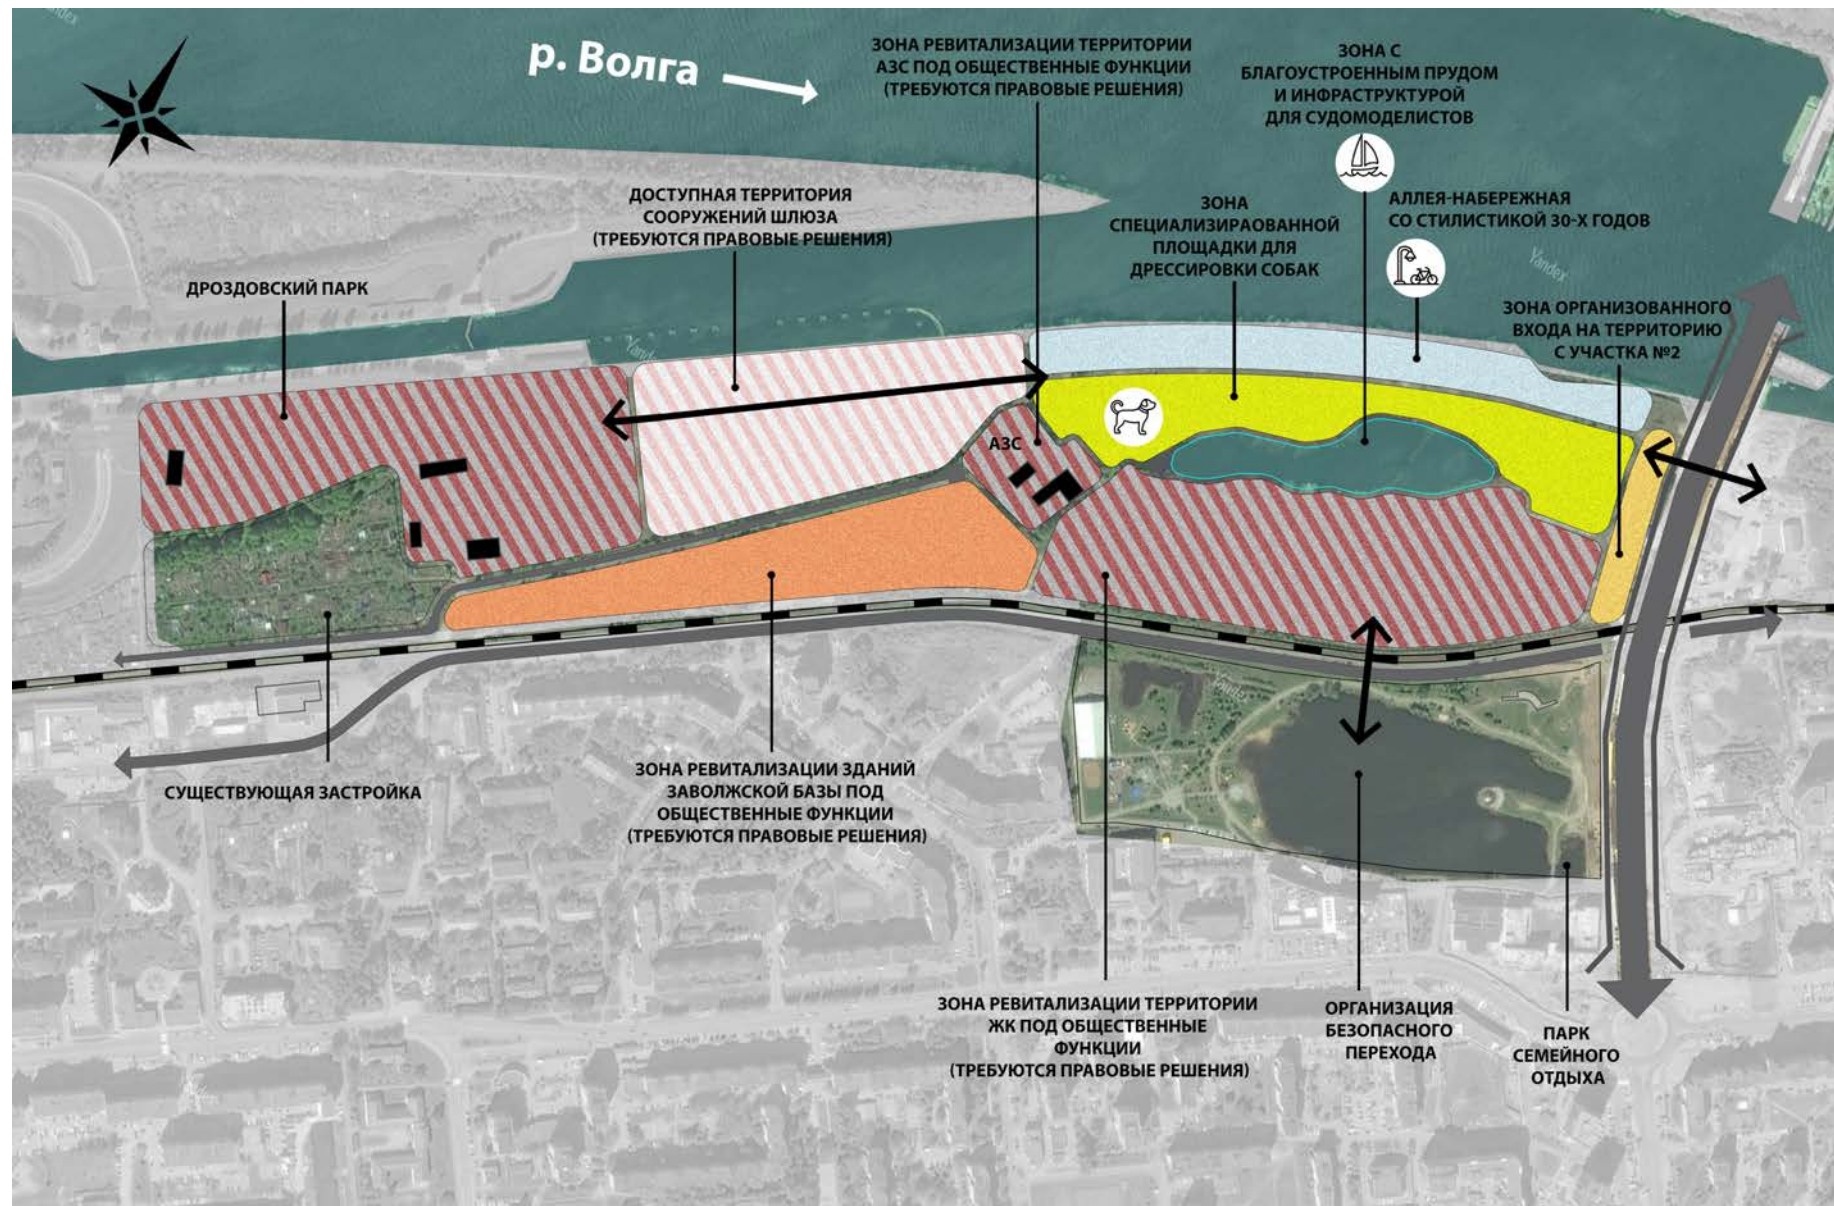 р. Волга
ЗОНА РЕВИТАЛИЗАЦИИ ТЕРРИТОРИИ
АЗС ПОД ОБЩЕСТВЕННЫЕ ФУНКЦИИ
(ТРЕБУЮТСЯ ПРАВОВЫЕ РЕШЕНИЯ)
ЗОНА С
БЛАГОУСТРОЕННЫМ ПРУДОМ
И ИНФРАСТРУКТУРОЙ
ДЛЯ СУДОМОДЕЛИСТОВ
ДОСТУПНАЯ ТЕРРИТОРИЯ
СООРУЖЕНИЙ ШЛЮЗА
(ТРЕБУЮТСЯ ПРАВОВЫЕ РЕШЕНИЯ)
ЗОНА
СПЕЦИАЛИЗИРАОВАННОЙ
ПЛОЩАДКИ ДЛЯ
ДРЕССИРОВКИ СОБАК
АЛЛЕЯ-НАБЕРЕЖНАЯ
СО СТИЛИСТИКОЙ 30-Х ГОДОВ
ДРОЗДОВСКИЙ ПАРК
ЗОНА ОРГАНИЗОВАННОГО
ВХОДА НА ТЕРРИТОРИЮ
С УЧАСТКА №2
Yandex
Yandex
АЗС
Yandex
СУЩЕСТВУЮЩАЯ ЗАСТРОЙКА
ЗОНА РЕВИТАЛИЗАЦИИ ЗДАНИЙ
ЗАВОЛЖСКОЙ БАЗЫ ПОД
ОБЩЕСТВЕННЫЕ ФУНКЦИИ
(ТРЕБУЮТСЯ ПРАВОВЫЕ РЕШЕНИЯ)
ЗОНА РЕВИТАЛИЗАЦИИ ТЕРРИТОРИИ
ЖК ПОД ОБЩЕСТВЕННЫЕ
ФУНКЦИИ
(ТРЕБУЮТСЯ ПРАВОВЫЕ РЕШЕНИЯ)
ОРГАНИЗАЦИЯ
БЕЗОПАСНОГО
ПЕРЕХОДА
ПАРК
СЕМЕЙНОГО
ОТДЫХА